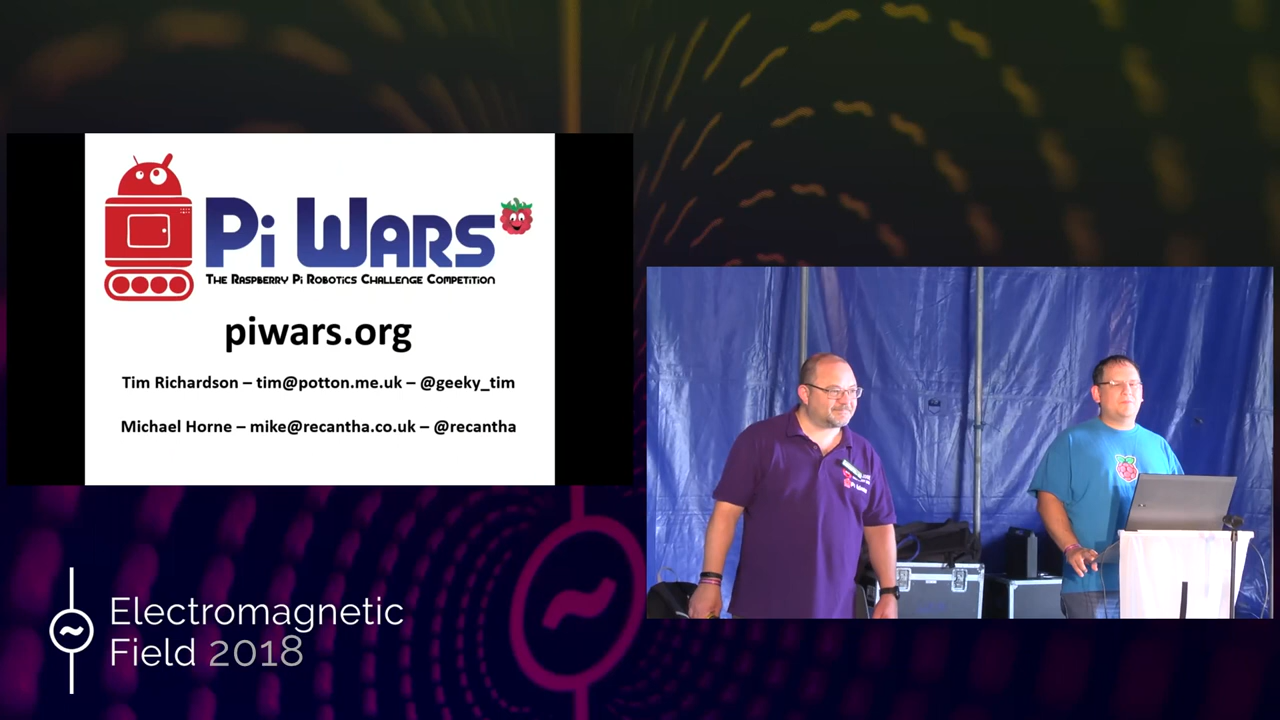 Pi Wars
The Raspberry Pi Robotics Challenge Competition
piwars.org
Tim Richardson – tim@potton.me.uk – @geeky_tim
Michael Horne – mike@recantha.co.uk – @recantha
Electromagnetic
Field 2018